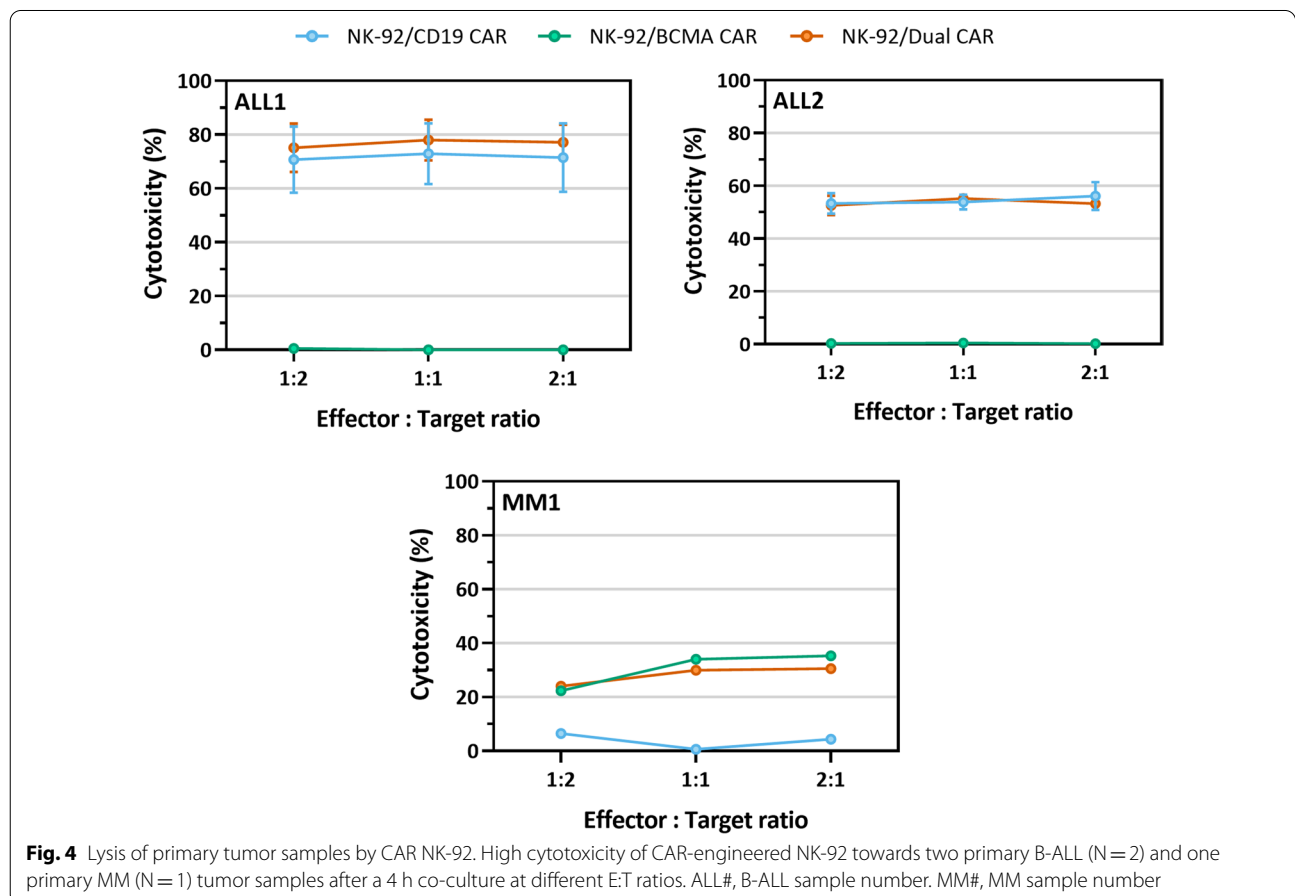 NK-92/CD19 CAR NK-92/BCMA CAR NK-92/Dual CAR
ALL1
100
80
60
40
20
0
Cytotoxicity (%)
1:2 1:1 2:1
Effector : Target ratio
ALL2
100
80
60
40
20
0
Cytotoxicity (%)
1:2 1:1 2:1
Effector : Target ratio
MM1
100
80
60
40
20
0
Cytotoxicity (%)
1:2 1:1 2:1
Effector : Target ratio
Fig. 4 Lysis of primary tumor samples by CAR NK-92. High cytotoxicity of CAR-engineered NK-92 towards two primary B-ALL (N = 2) and one
primary MM (N = 1) tumor samples after a 4 h co-culture at different E:T ratios. ALL#, B-ALL sample number. MM#, MM sample number